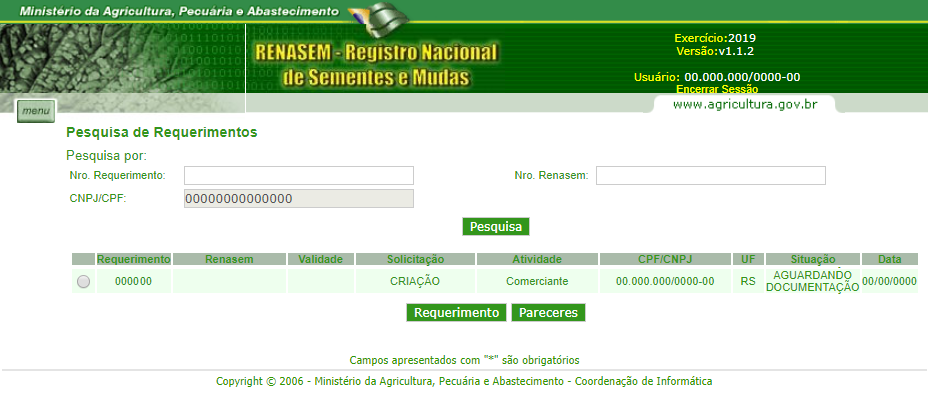 Ministério da Agricultura, Pecuária e Abastecimento
RENASEM - Registro Nacional
de Sementes e Mudas
Exercício:2019
Versão:v1.1.2
Usuário: 00.000.000/0000-00
Encerrar Sessão
www.agricultura.gov.br
menu
Pesquisa de Requerimentos
Pesquisa por:
Nro. Requerimento: Nro. Renasem:
CNPJ/CPF: 00000000000000
Pesquisa
Requerimento Renasem Validade Solicitação Atividade CPF/CNPJ UF Situação Data
000000 CRIAÇÃO Comerciante 00.000.000/0000-00 RS AGUARDANDO DOCUMENTAÇÃO 00/00/0000
Requerimento Pareceres
Campos apresentados com "*" são obrigatórios
Copyright © 2006 - Ministério da Agricultura, Pecuária e Abastecimento - Coordenação de Informática